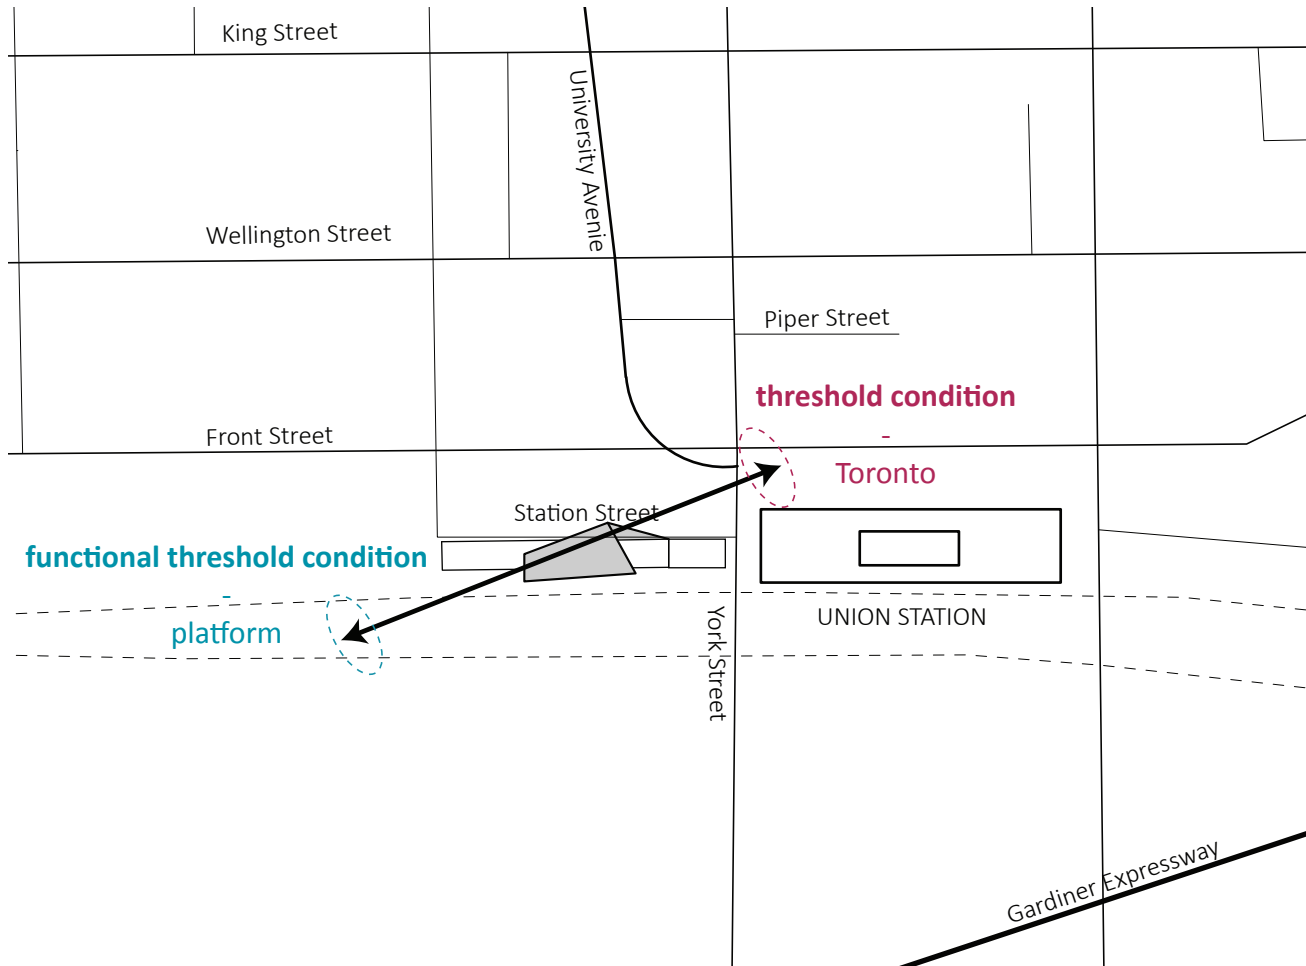 King Street
University Avenie
Wellington Street
Piper Street
threshold condition
-
Toronto
Front Street
Station Street
functional threshold condition
-
platform
UNION STATION
York Street
Gardiner Expressway